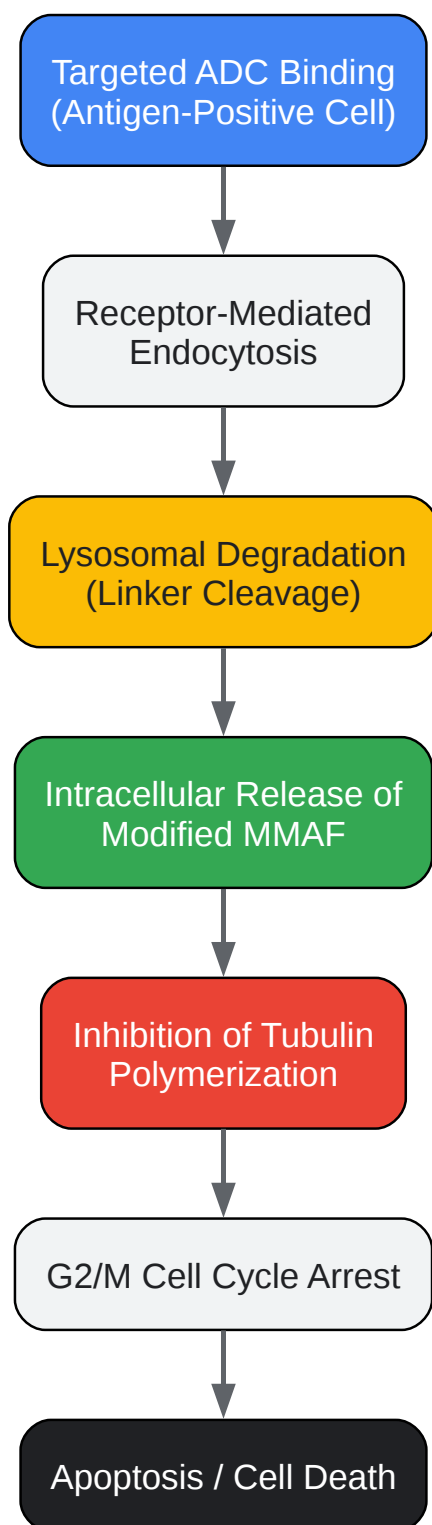 Targeted ADC Binding
(Antigen-Positive Cell)
Receptor-Mediated
Endocytosis
Lysosomal Degradation
(Linker Cleavage)
Intracellular Release of
Modified MMAF
Inhibition of Tubulin
Polymerization
G2/M Cell Cycle Arrest
Apoptosis / Cell Death